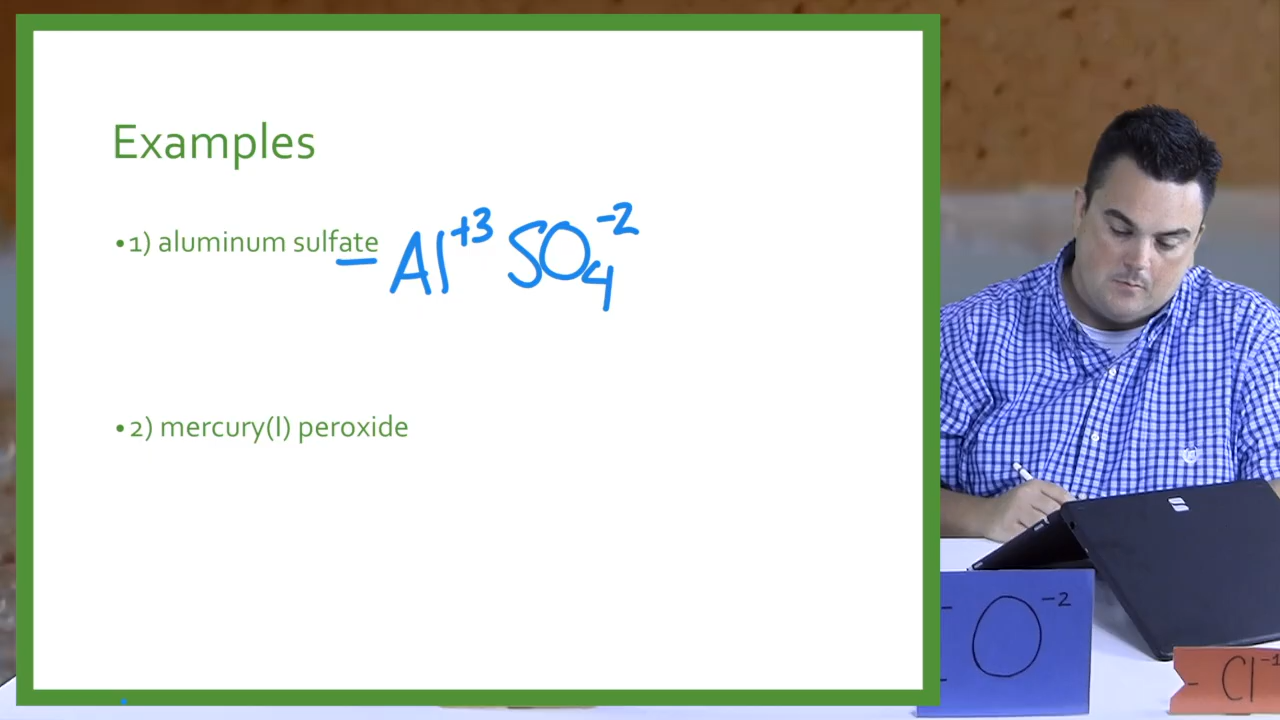 Examples
• 1) aluminum sulfate Al⁺³ SO₄⁻²
• 2) mercury(I) peroxide
O⁻²
- Cl⁻¹